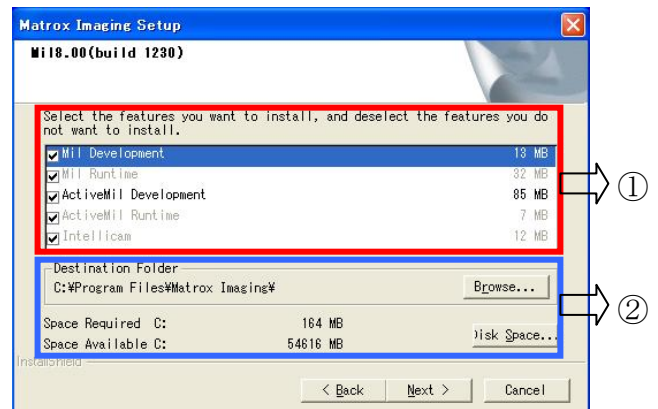 Matrox Imaging Setup
Mil8.00(build 1230)
Select the features you want to install, and deselect the features you do
not want to install.
Mil Development 13 MB
Mil Runtime 32 MB
ActiveMil Development 85 MB
ActiveMil Runtime 7 MB
Intellicam 12 MB
①
Destination Folder
C:¥Program Files¥Matrox Imaging¥
Browse...
Space Required C: 164 MB
Space Available C: 54616 MB
Disk Space...
②
InstallShield
< Back Next > Cancel